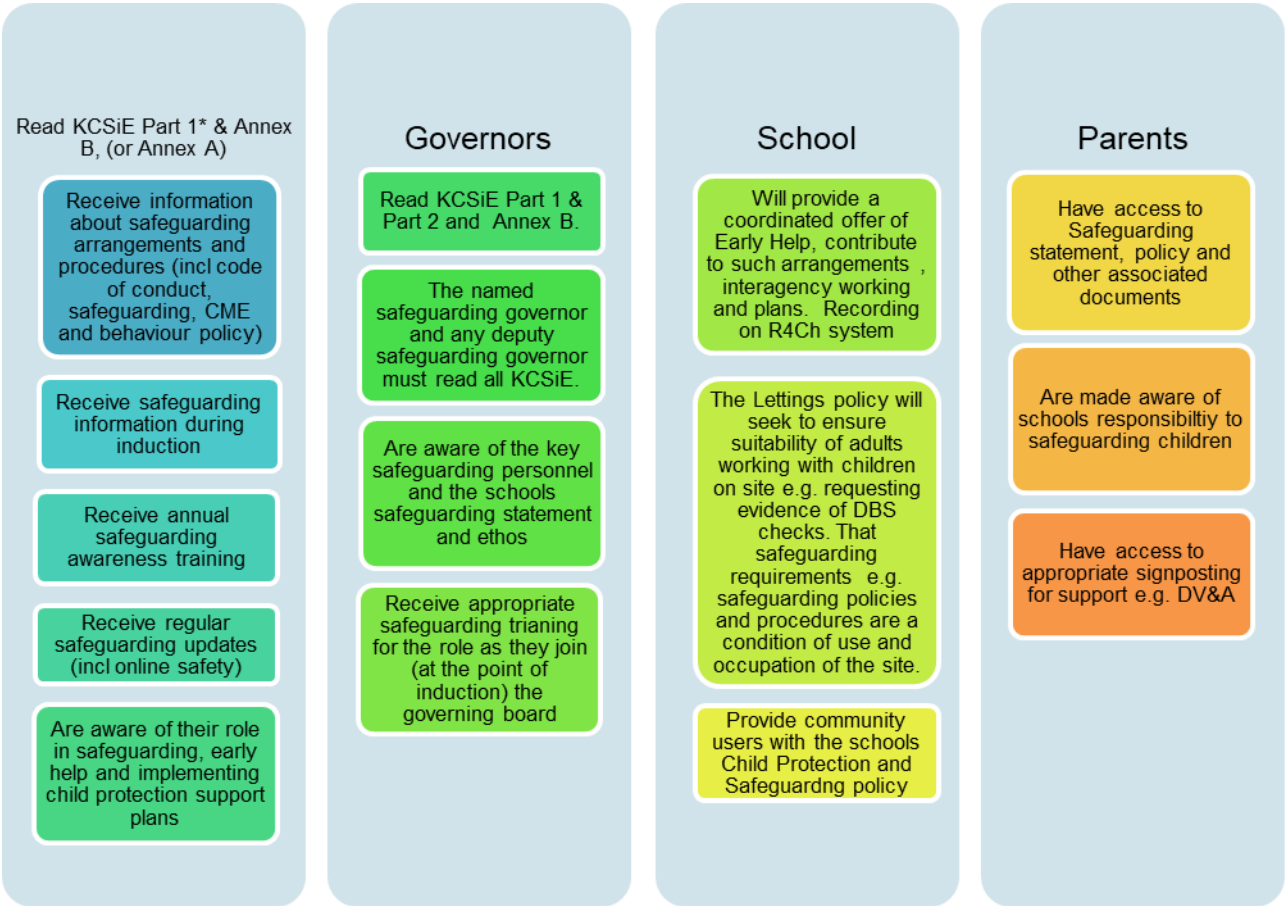 Read KCSiE Part 1* & Annex
B, (or Annex A)
Receive information
about safeguarding
arrangements and
procedures (incl code
of conduct,
safeguarding, CME
and behaviour policy)
Receive safeguarding
information during
induction
Receive annual
safeguarding
awareness training
Receive regular
safeguarding updates
(incl online safety)
Are aware of their role
in safeguarding, early
help and implementing
child protection support
plans
Governors
Read KCSiE Part 1 &
Part 2 and Annex B.
The named
safeguarding governor
and any deputy
safeguarding governor
must read all KCSiE.
Are aware of the key
safeguarding personnel
and the schools
safeguarding statement
and ethos
Receive appropriate
safeguarding trianing
for the role as they join
(at the point of
induction) the
governing board
School
Will provide a
coordinated offer of
Early Help, contribute
to such arrangements ,
interagency working
and plans. Recording
on R4Ch system
The Lettings policy will
seek to ensure
suitability of adults
working with children
on site e.g. requesting
evidence of DBS
checks. That
safeguarding
requirements e.g.
safeguarding policies
and procedures are a
condition of use and
occupation of the site.
Provide community
users with the schools
Child Protection and
Safeguardng policy
Parents
Have access to
Safeguarding
statement, policy and
other associated
documents
Are made aware of
schools responsibiltiy to
safeguarding children
Have access to
appropriate signposting
for support e.g. DV&A